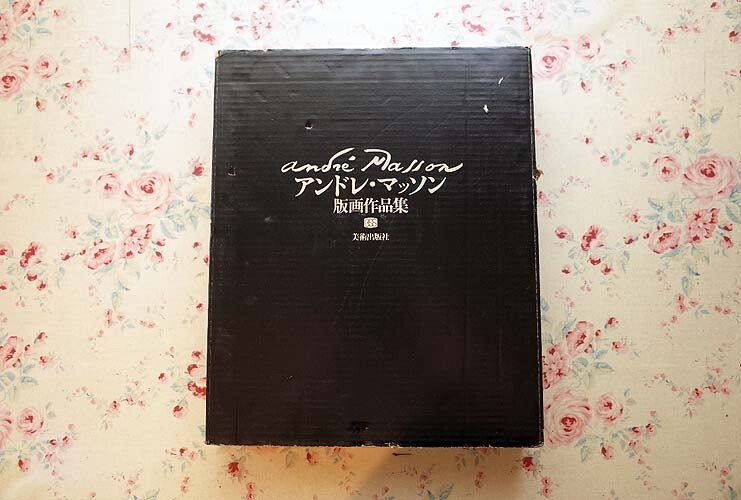 andré Masson
アンドレ・マッソン
版画作品集
美術出版社